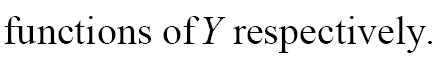 functions of Y respectively.